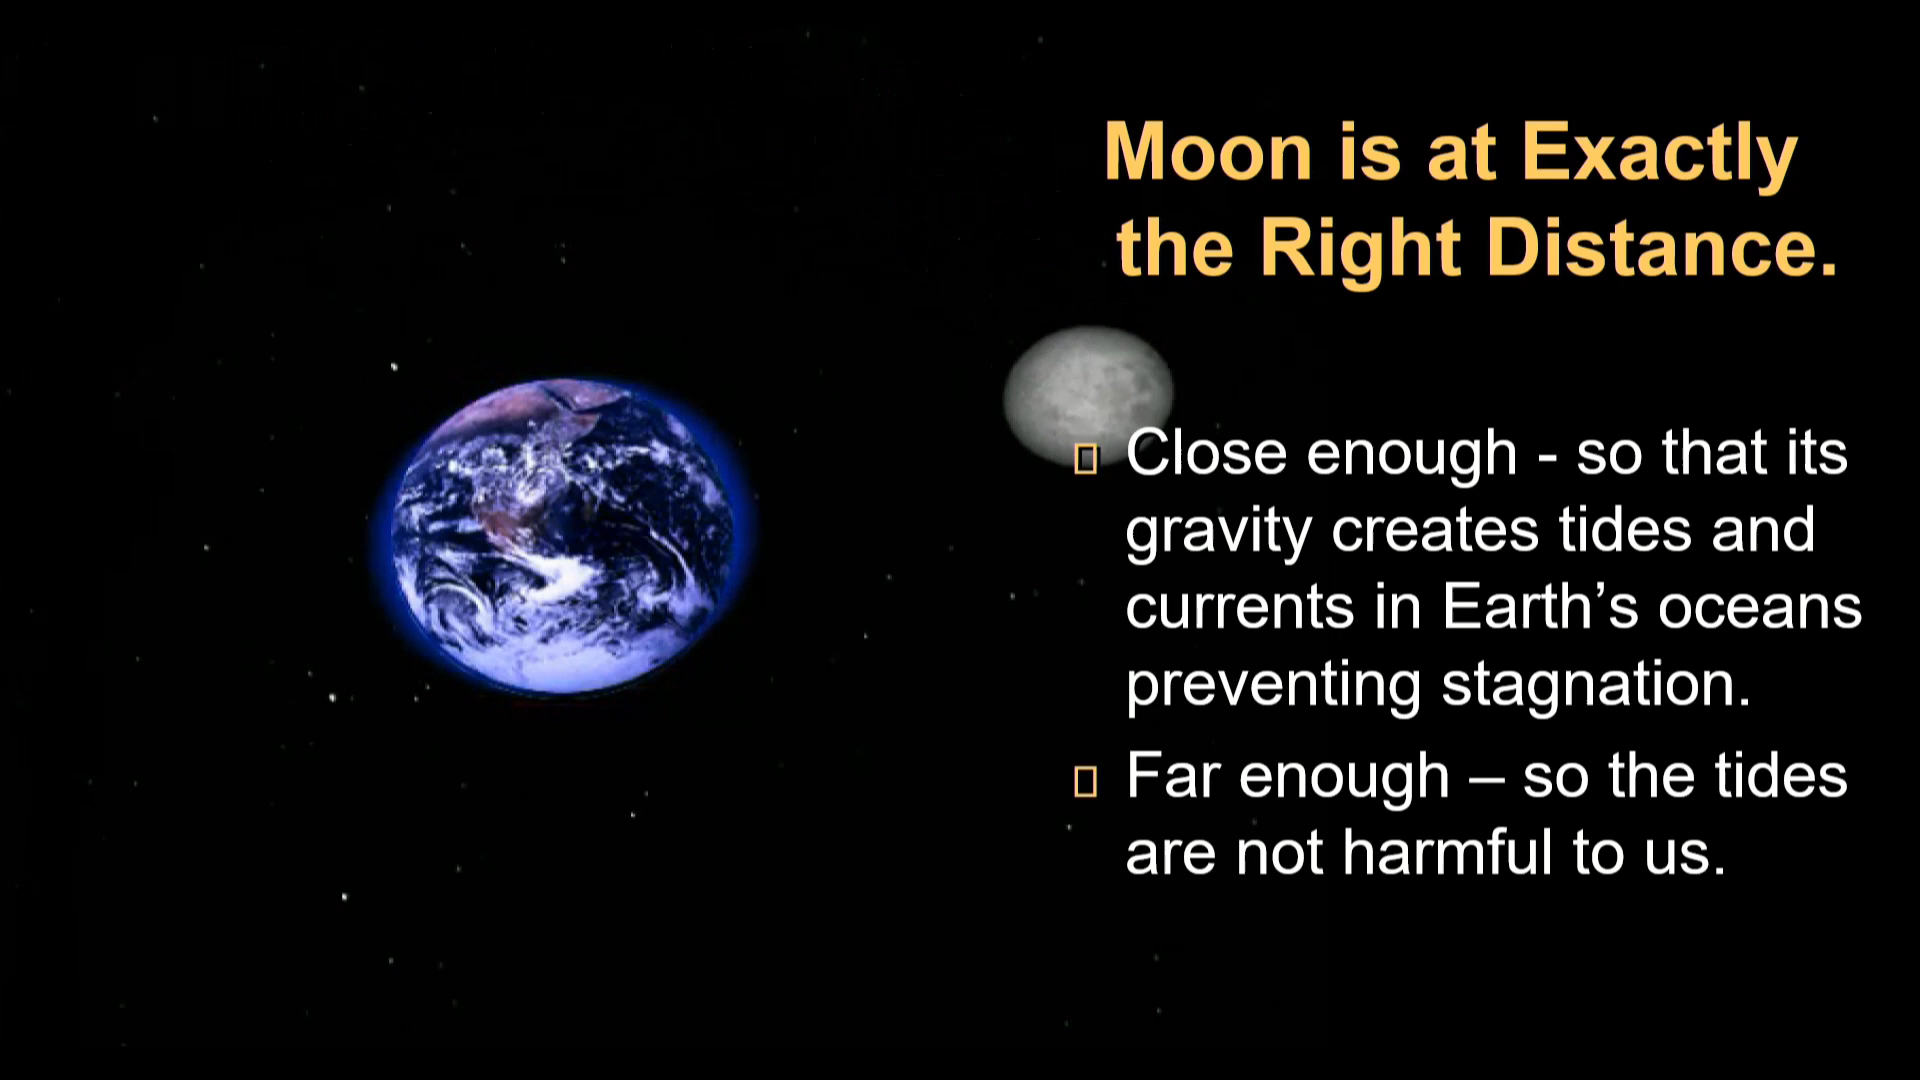 Moon is at Exactly
the Right Distance.
Close enough - so that its
gravity creates tides and
currents in Earth’s oceans
preventing stagnation.
Far enough – so the tides
are not harmful to us.